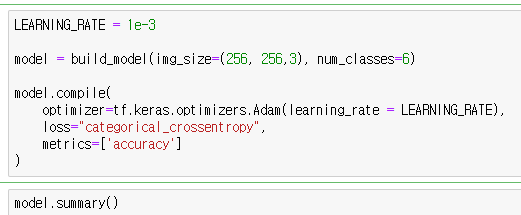 LEARNING_RATE = 1e-3
model = build_model(img_size=(256, 256,3), num_classes=6)
model.compile(
    optimizer=tf.keras.optimizers.Adam(learning_rate = LEARNING_RATE),
    loss="categorical_crossentropy",
    metrics=['accuracy']
)
model.summary()